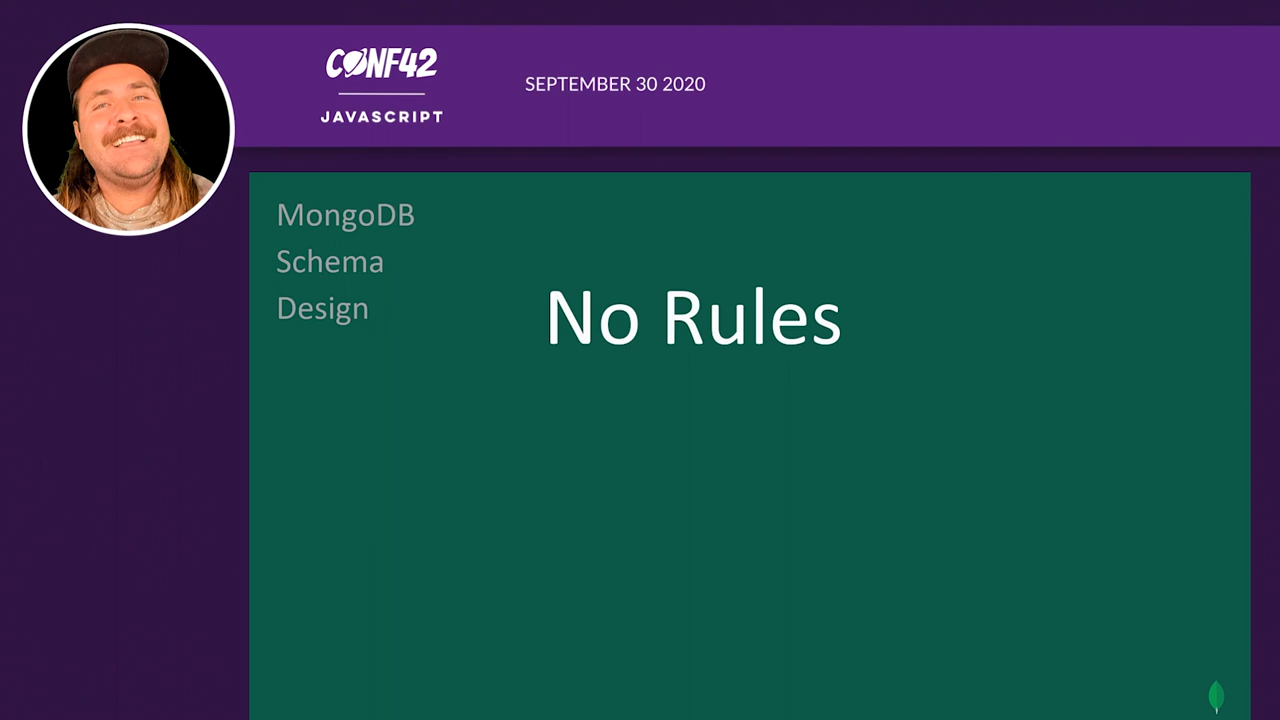 CONF42
JAVASCRIPT
SEPTEMBER 30 2020
MongoDB
Schema
Design
No Rules